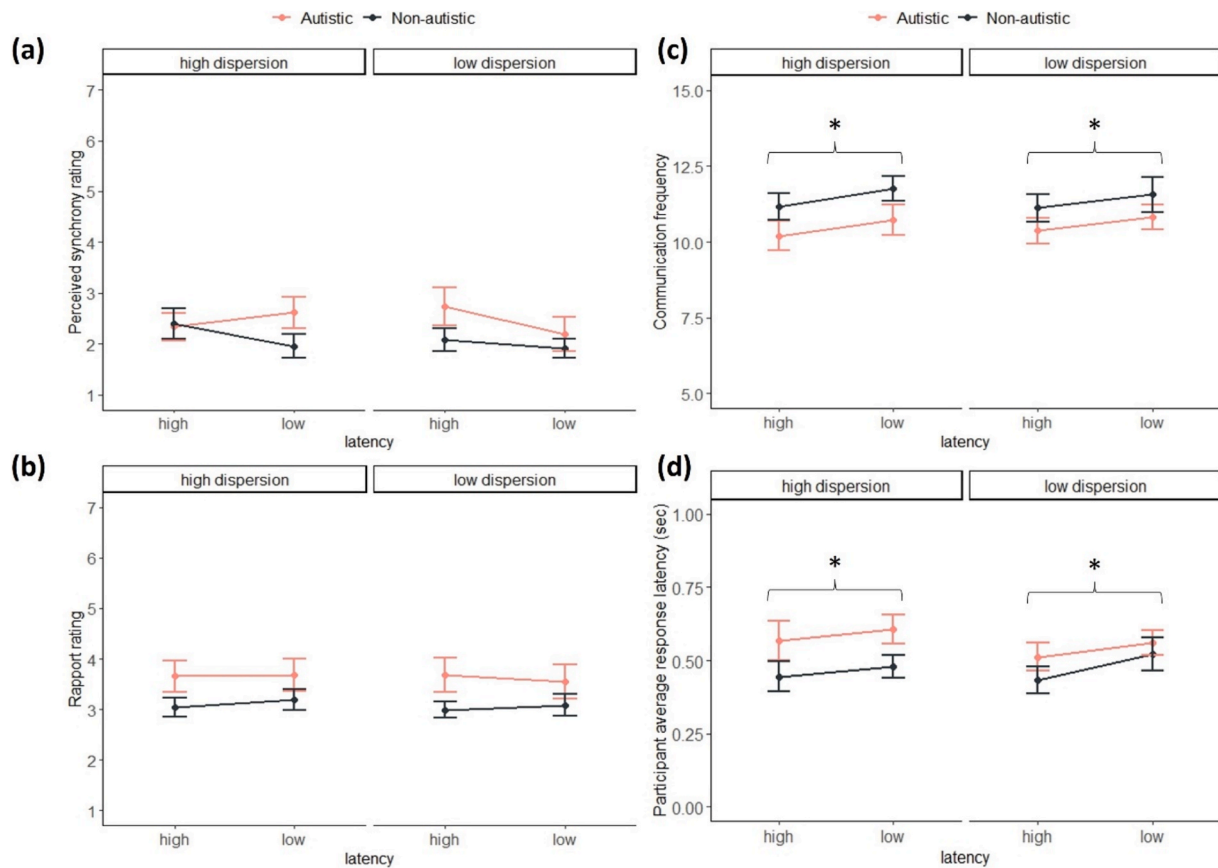 Autistic Non-autistic
(a)
high dispersion low dispersion
Perceived synchrony rating
7
6
5
4
3
2
1
high low high low
latency
(b)
high dispersion low dispersion
Rapport rating
7
6
5
4
3
2
1
high low high low
latency
Autistic Non-autistic
(c)
high dispersion low dispersion
Communication frequency
15.0
12.5
10.0
7.5
5.0
* *
high low high low
latency
(d)
high dispersion low dispersion
Participant average response latency (sec)
1.00
0.75
0.50
0.25
0.00
* *
high low high low
latency